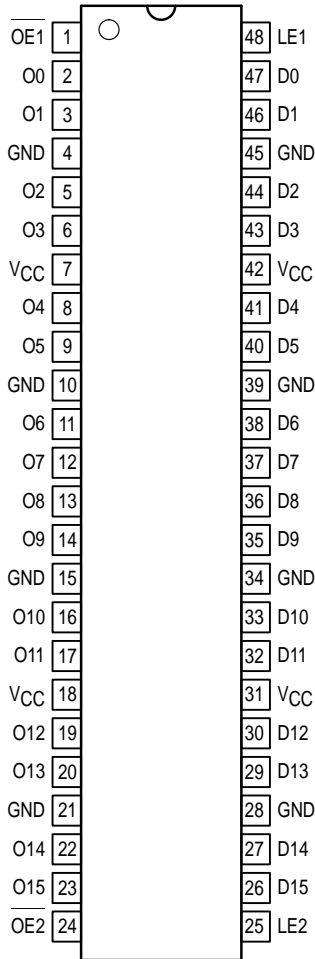 O̅E̅1̅ 1 48 LE1
O0 2 47 D0
O1 3 46 D1
GND 4 45 GND
O2 5 44 D2
O3 6 43 D3
VCC 7 42 VCC
O4 8 41 D4
O5 9 40 D5
GND 10 39 GND
O6 11 38 D6
O7 12 37 D7
O8 13 36 D8
O9 14 35 D9
GND 15 34 GND
O10 16 33 D10
O11 17 32 D11
VCC 18 31 VCC
O12 19 30 D12
O13 20 29 D13
GND 21 28 GND
O14 22 27 D14
O15 23 26 D15
O̅E̅2̅ 24 25 LE2